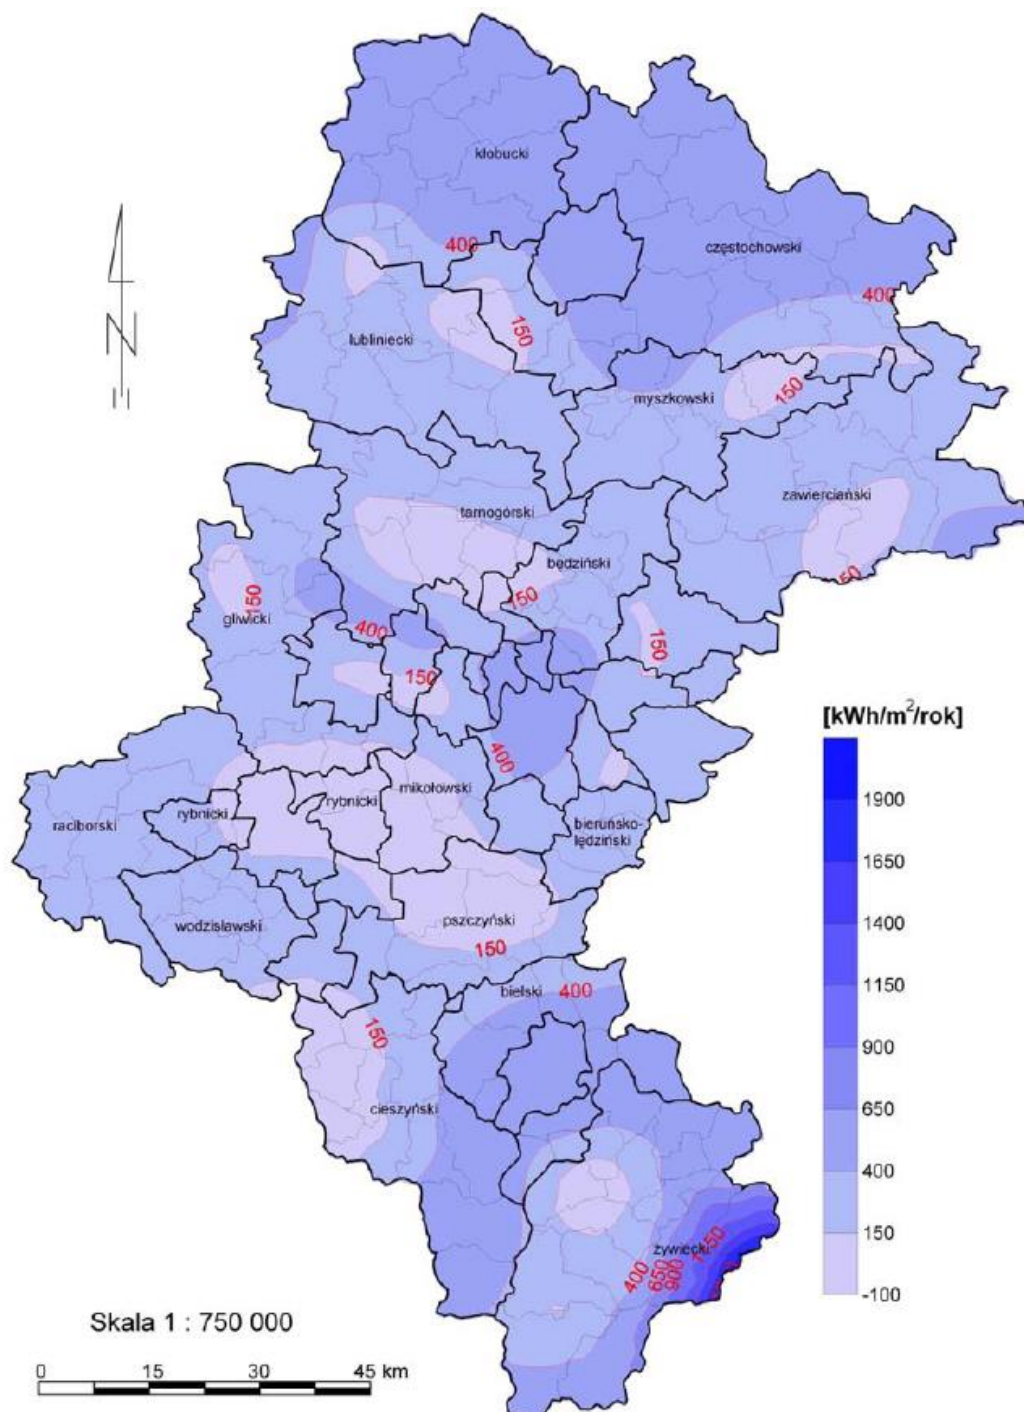 kłobucki
400
częstochowski
400
150
lubliniecki
myszkowski
150
N
zawierciański
tarnogórski
będziński
150
150
gliwicki
400
150
150
[kWh/m²/rok]
400
mikołowski
rybnicki
rybnicki
raciborski
bieruńsko-
lędziński
1900
1650
1400
1150
900
650
400
150
-100
pszczyński
wodzisławski
150
bielski
400
150
cieszyński
żywiecki
400
650
900
Skala 1 : 750 000
0 15 30 45 km